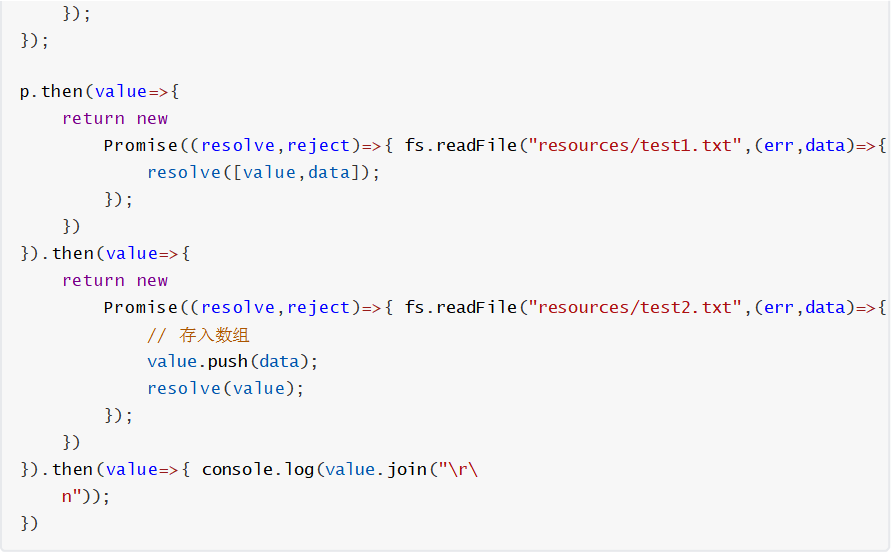 });
});

p.then(value=>{
    return new
        Promise((resolve,reject)=>{ fs.readFile("resources/test1.txt",(err,data)=>{
            resolve([value,data]);
        });
    })
}).then(value=>{
    return new
        Promise((resolve,reject)=>{ fs.readFile("resources/test2.txt",(err,data)=>{
            // 存入数组
            value.push(data);
            resolve(value);
        });
    })
}).then(value=>{ console.log(value.join("\r\
    n"));
})